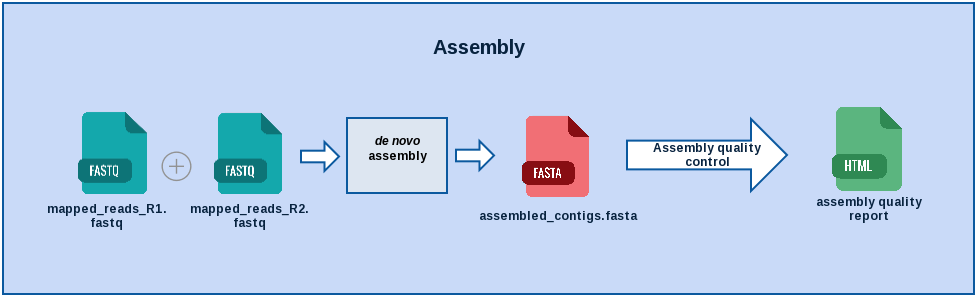 Assembly
FASTQ
FASTQ
de novo
assembly
FASTA
Assembly quality
control
HTML
mapped_reads_R1.
fastq
mapped_reads_R2.
fastq
assembled_contigs.fasta
assembly quality
report